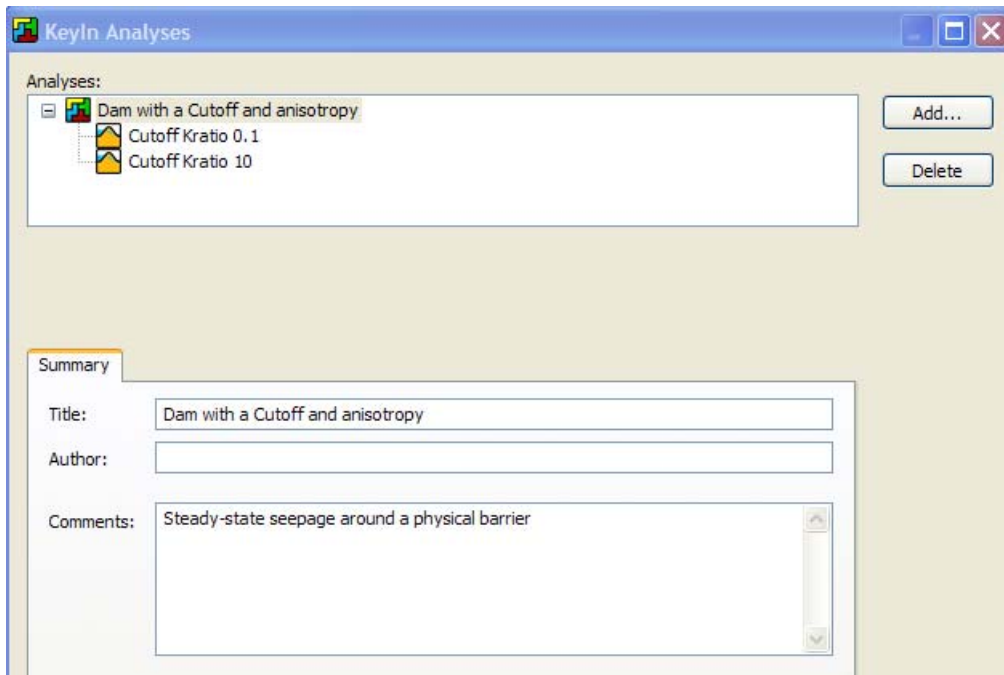 KeyIn Analyses
Analyses:
Dam with a Cutoff and anisotropy
Cutoff Kratio 0.1
Cutoff Kratio 10
Add...
Delete
Summary
Title:
Dam with a Cutoff and anisotropy
Author:
Comments:
Steady-state seepage around a physical barrier